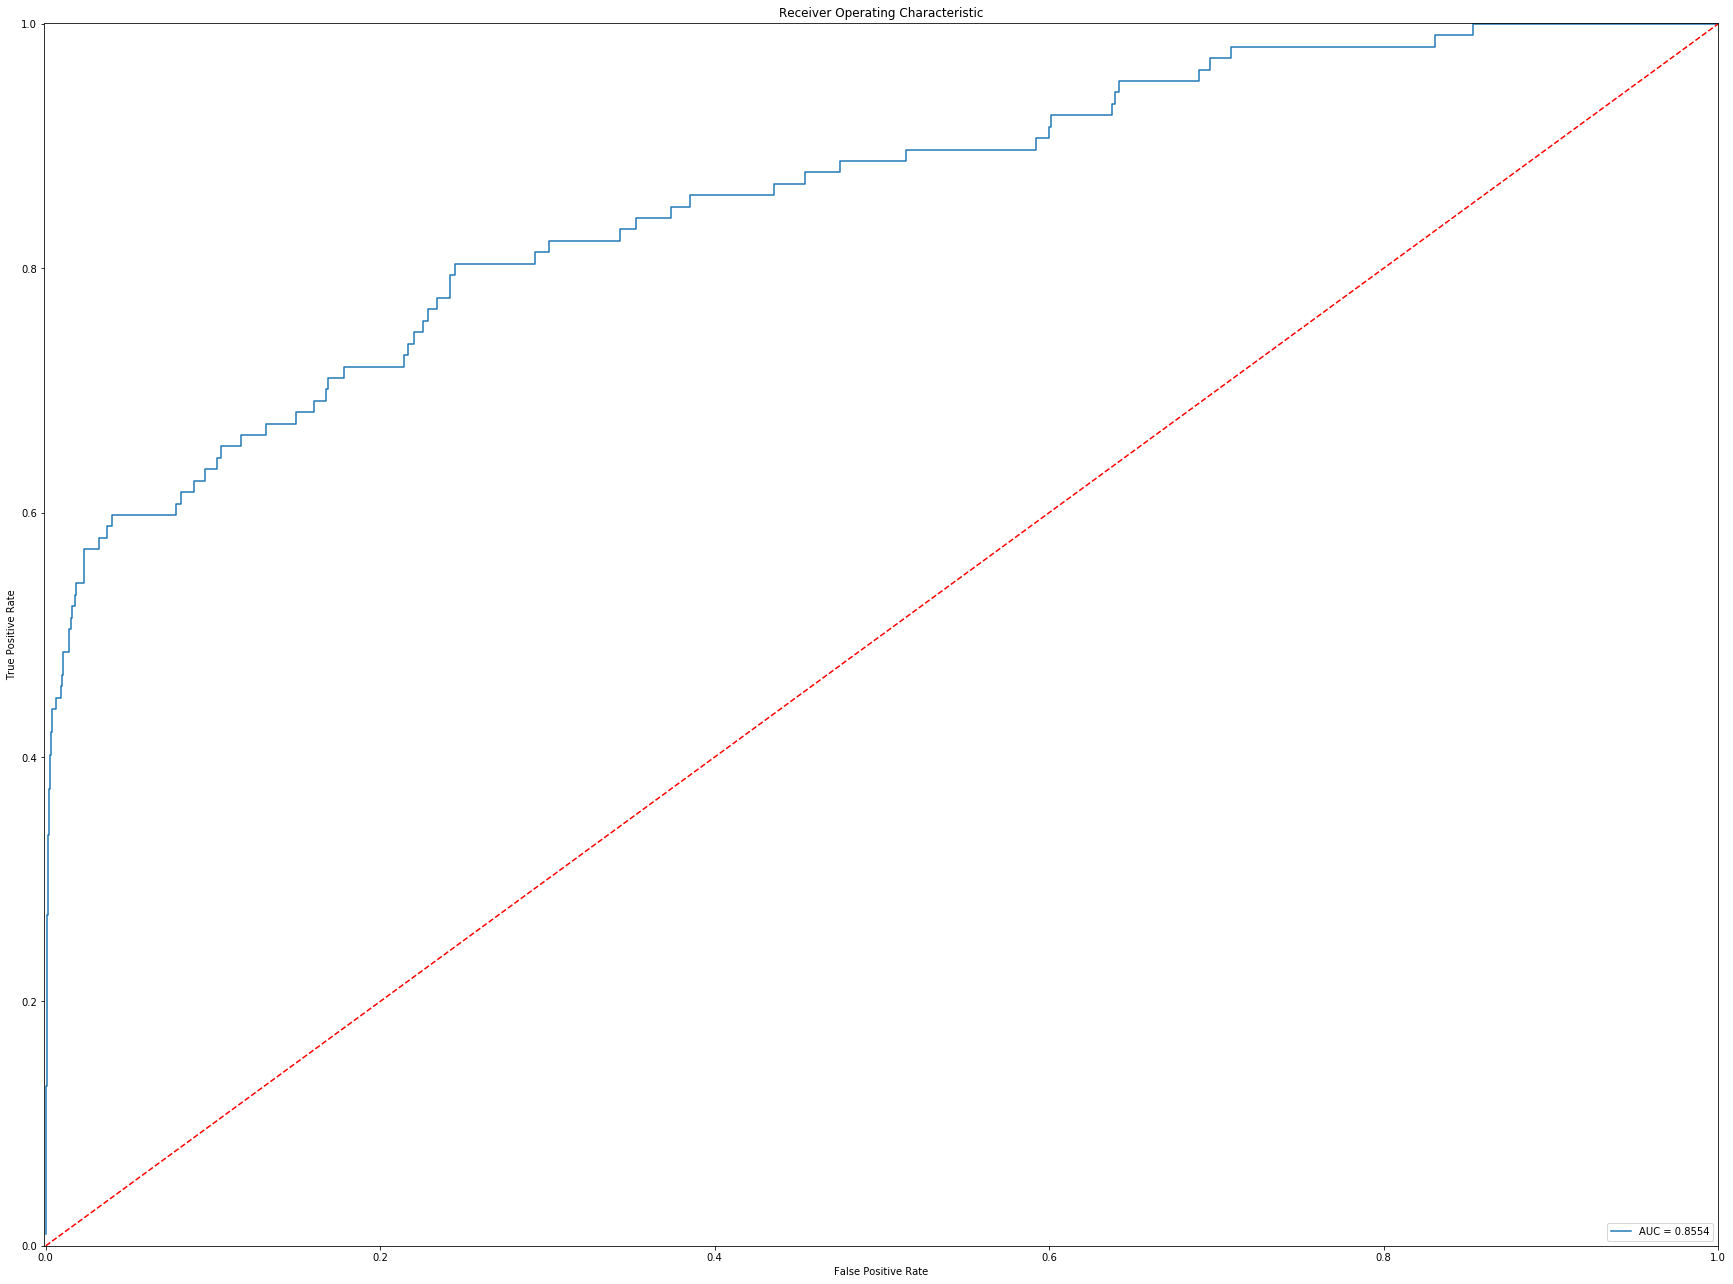 Receiver Operating Characteristic
1.0
0.8
0.6
0.4
0.2
0.0
True Positive Rate
0.0 0.2 0.4 0.6 0.8 1.0
False Positive Rate
AUC = 0.8554